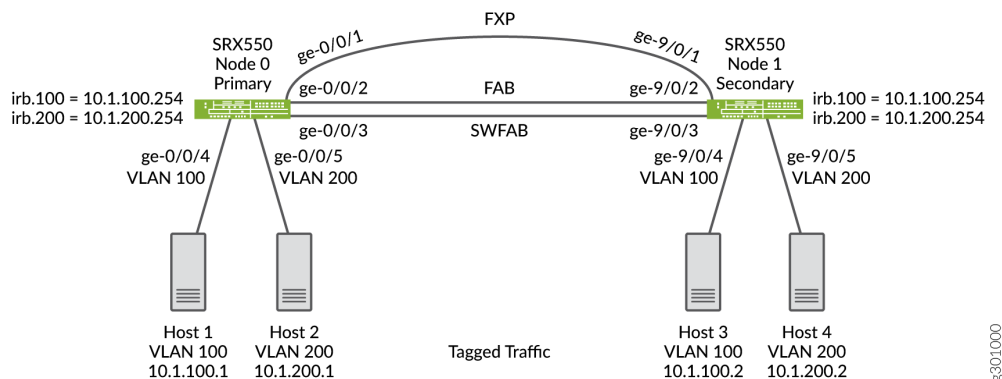 FXP
SRX550
Node 0
Primary
ge-0/0/1
ge-9/0/1
SRX550
Node 1
Secondary
irb.100 = 10.1.100.254
irb.200 = 10.1.200.254
ge-0/0/2
FAB
ge-9/0/2
irb.100 = 10.1.100.254
irb.200 = 10.1.200.254
ge-0/0/3
SWFAB
ge-9/0/3
ge-0/0/4
VLAN 100
ge-0/0/5
VLAN 200
ge-9/0/4
VLAN 100
ge-9/0/5
VLAN 200
Host 1
VLAN 100
10.1.100.1
Host 2
VLAN 200
10.1.200.1
Tagged Traffic
Host 3
VLAN 100
10.1.100.2
Host 4
VLAN 200
10.1.200.2